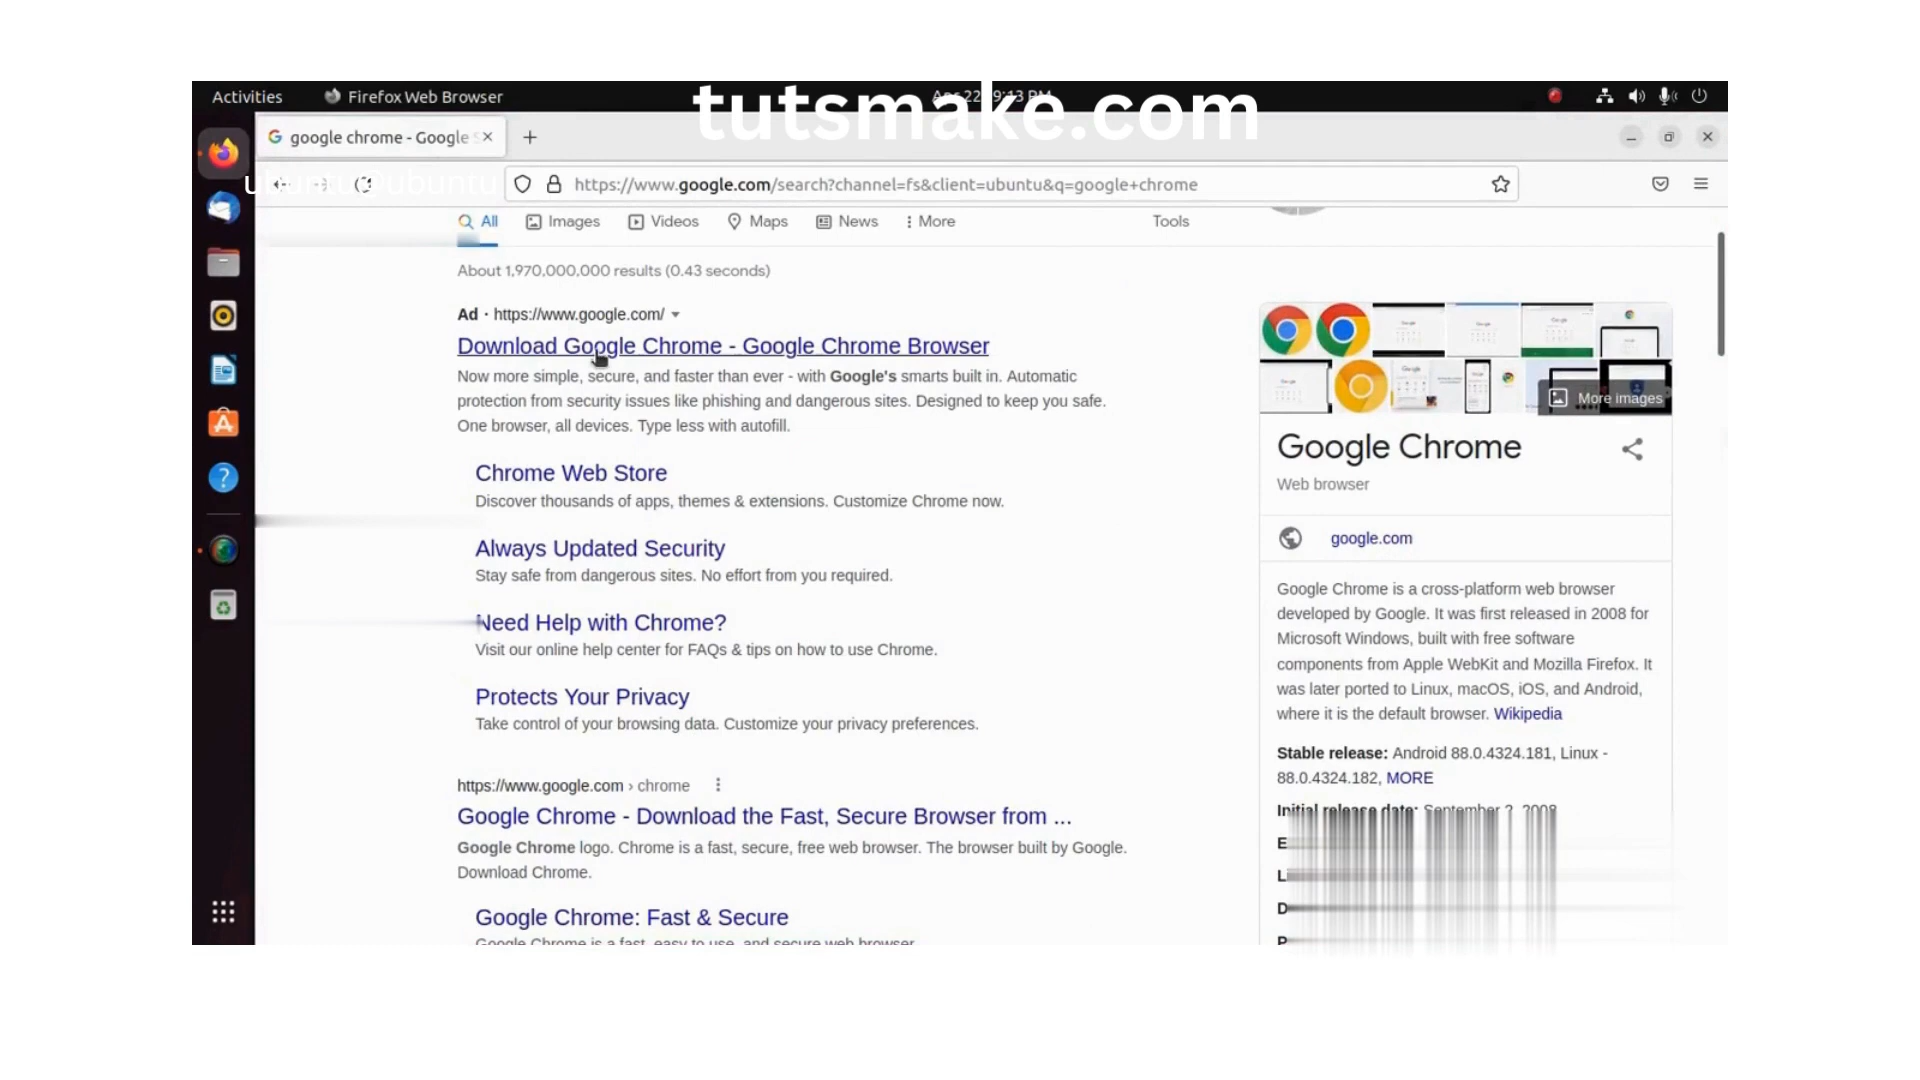 Activities Firefox Web Browser
tutsmake.com
google chrome - Google
ubuntu@ubuntu
https://www.google.com/search?channel=fs&client=ubuntu&q=google+chrome
All Images Videos Maps News More Tools
About 1,970,000,000 results (0.43 seconds)
Ad · https://www.google.com/
Download Google Chrome - Google Chrome Browser
Now more simple, secure, and faster than ever - with Google's smarts built in. Automatic
protection from security issues like phishing and dangerous sites. Designed to keep you safe.
One browser, all devices. Type less with autofill.
Chrome Web Store
Discover thousands of apps, themes & extensions. Customize Chrome now.
Always Updated Security
Stay safe from dangerous sites. No effort from you required.
Need Help with Chrome?
Visit our online help center for FAQs & tips on how to use Chrome.
Protects Your Privacy
Take control of your browsing data. Customize your privacy preferences.
https://www.google.com › chrome
Google Chrome - Download the Fast, Secure Browser from ...
Google Chrome logo. Chrome is a fast, secure, free web browser. The browser built by Google.
Download Chrome.
Google Chrome: Fast & Secure
Google Chrome is a fast, easy to use, and secure web browser.
More images
Google Chrome
Web browser
google.com
Google Chrome is a cross-platform web browser
developed by Google. It was first released in 2008 for
Microsoft Windows, built with free software
components from Apple WebKit and Mozilla Firefox. It
was later ported to Linux, macOS, iOS, and Android,
where it is the default browser. Wikipedia
Stable release: Android 88.0.4324.181, Linux -
88.0.4324.182, MORE
Initial release date: September 2, 2008